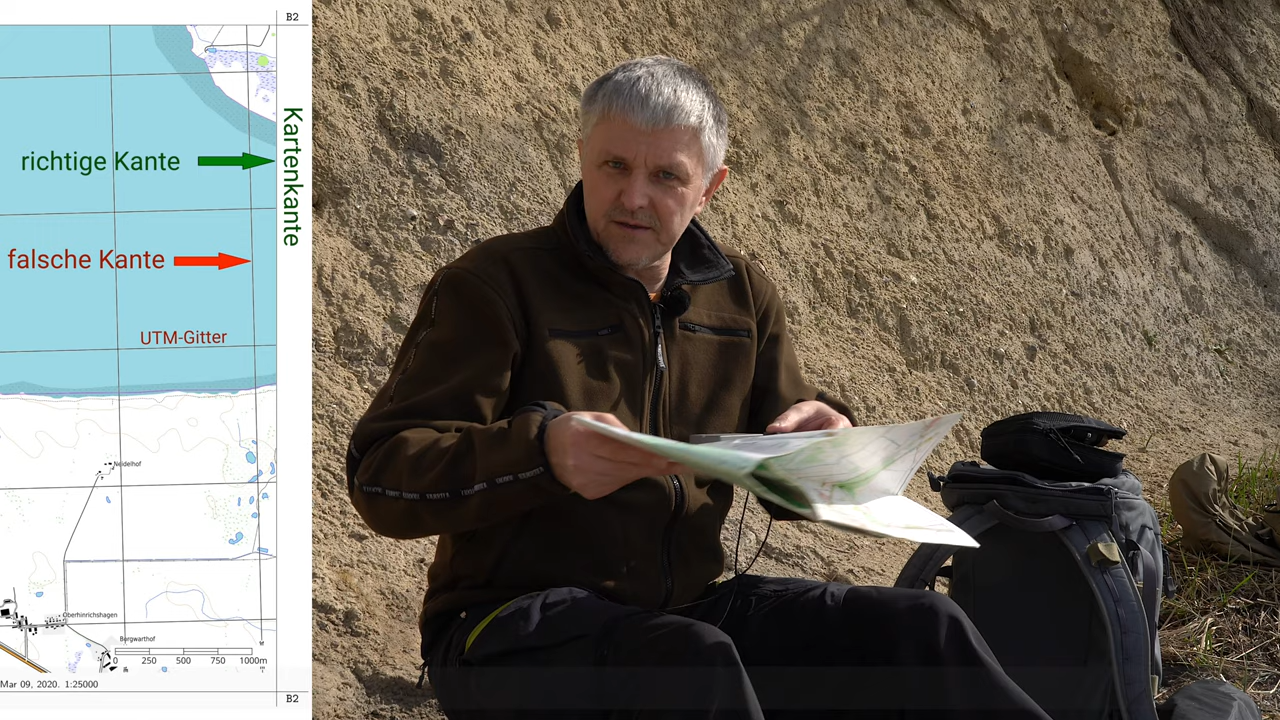 B2
richtige Kante
Kartenkante
falsche Kante
UTM-Gitter
Neidelhof
Oberhinrichshagen
Borgwarthof
0 250 500 750 1000m
Mar 09, 2020. 1:25000
B2